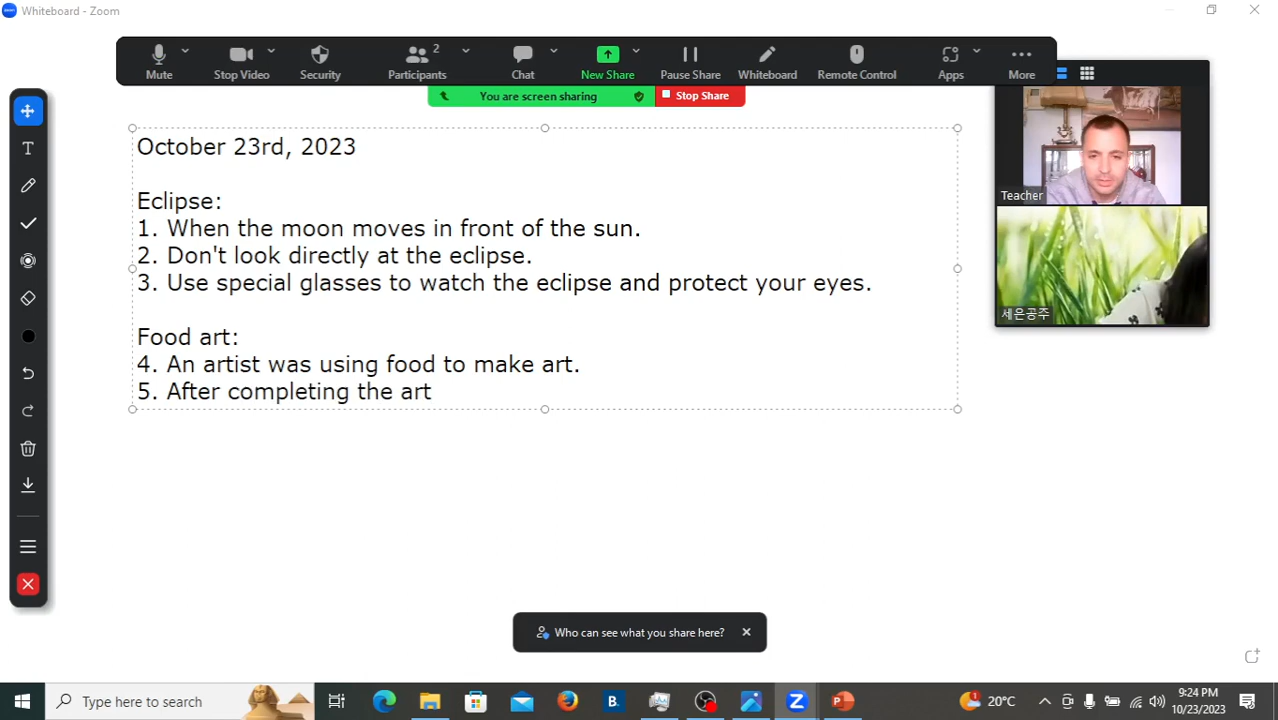 Whiteboard - Zoom
zoom
Mute
Stop Video
Security
2
Participants
Chat
New Share
Pause Share
Whiteboard
Remote Control
Apps
More
You are screen sharing
Stop Share
October 23rd, 2023
Eclipse:
1. When the moon moves in front of the sun.
2. Don't look directly at the eclipse.
3. Use special glasses to watch the eclipse and protect your eyes.
Food art:
4. An artist was using food to make art.
5. After completing the art
Teacher
세은공주
T
Who can see what you share here?
Type here to search
B.
1
20°C
9:24 PM
10/23/2023